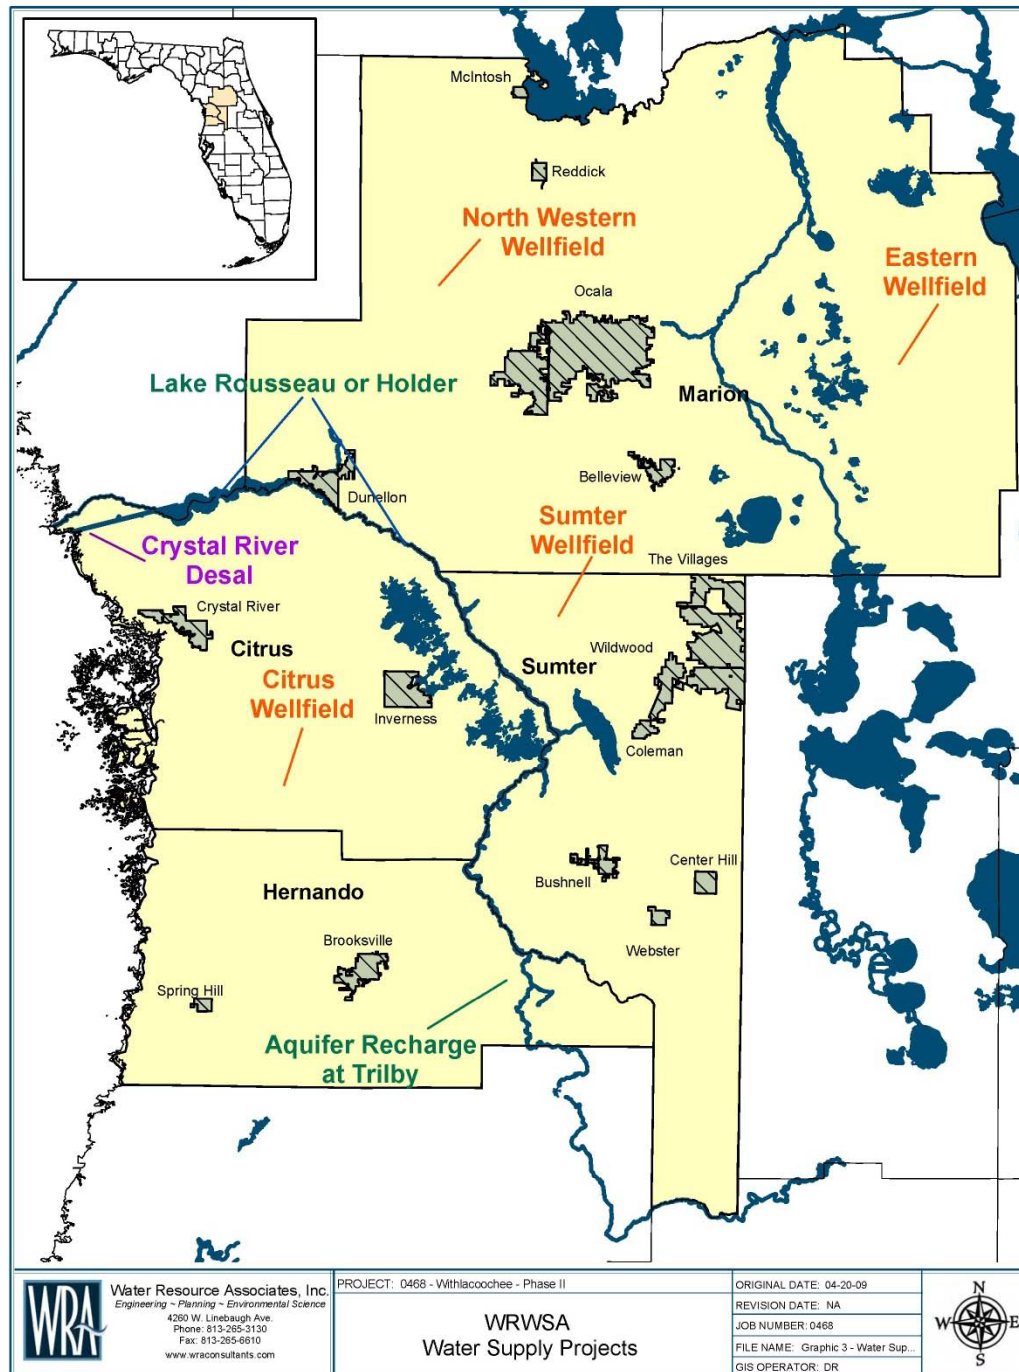 McIntosh
Reddick
North Western
Wellfield
Eastern
Wellfield
Ocala
Lake Rousseau or Holder
Marion
Belleview
Dunellon
Sumter
Wellfield
Crystal River
Desal
The Villages
Crystal River
Citrus
Wildwood
Sumter
Citrus
Wellfield
Inverness
Coleman
Center Hill
Bushnell
Hernando
Webster
Brooksville
Spring Hill
Aquifer Recharge
at Trilby
WRA
Water Resource Associates, Inc.
Engineering ~ Planning ~ Environmental Science
4260 W. Linebaugh Ave.
Phone: 813-265-3130
Fax: 813-265-6610
www.wraconsultants.com
PROJECT: 0468 - Withlacoochee - Phase II
WRWSA
Water Supply Projects
ORIGINAL DATE: 04-20-09
REVISION DATE: NA
JOB NUMBER: 0468
FILE NAME: Graphic 3 - Water Sup...
GIS OPERATOR: DR
N
W E
S